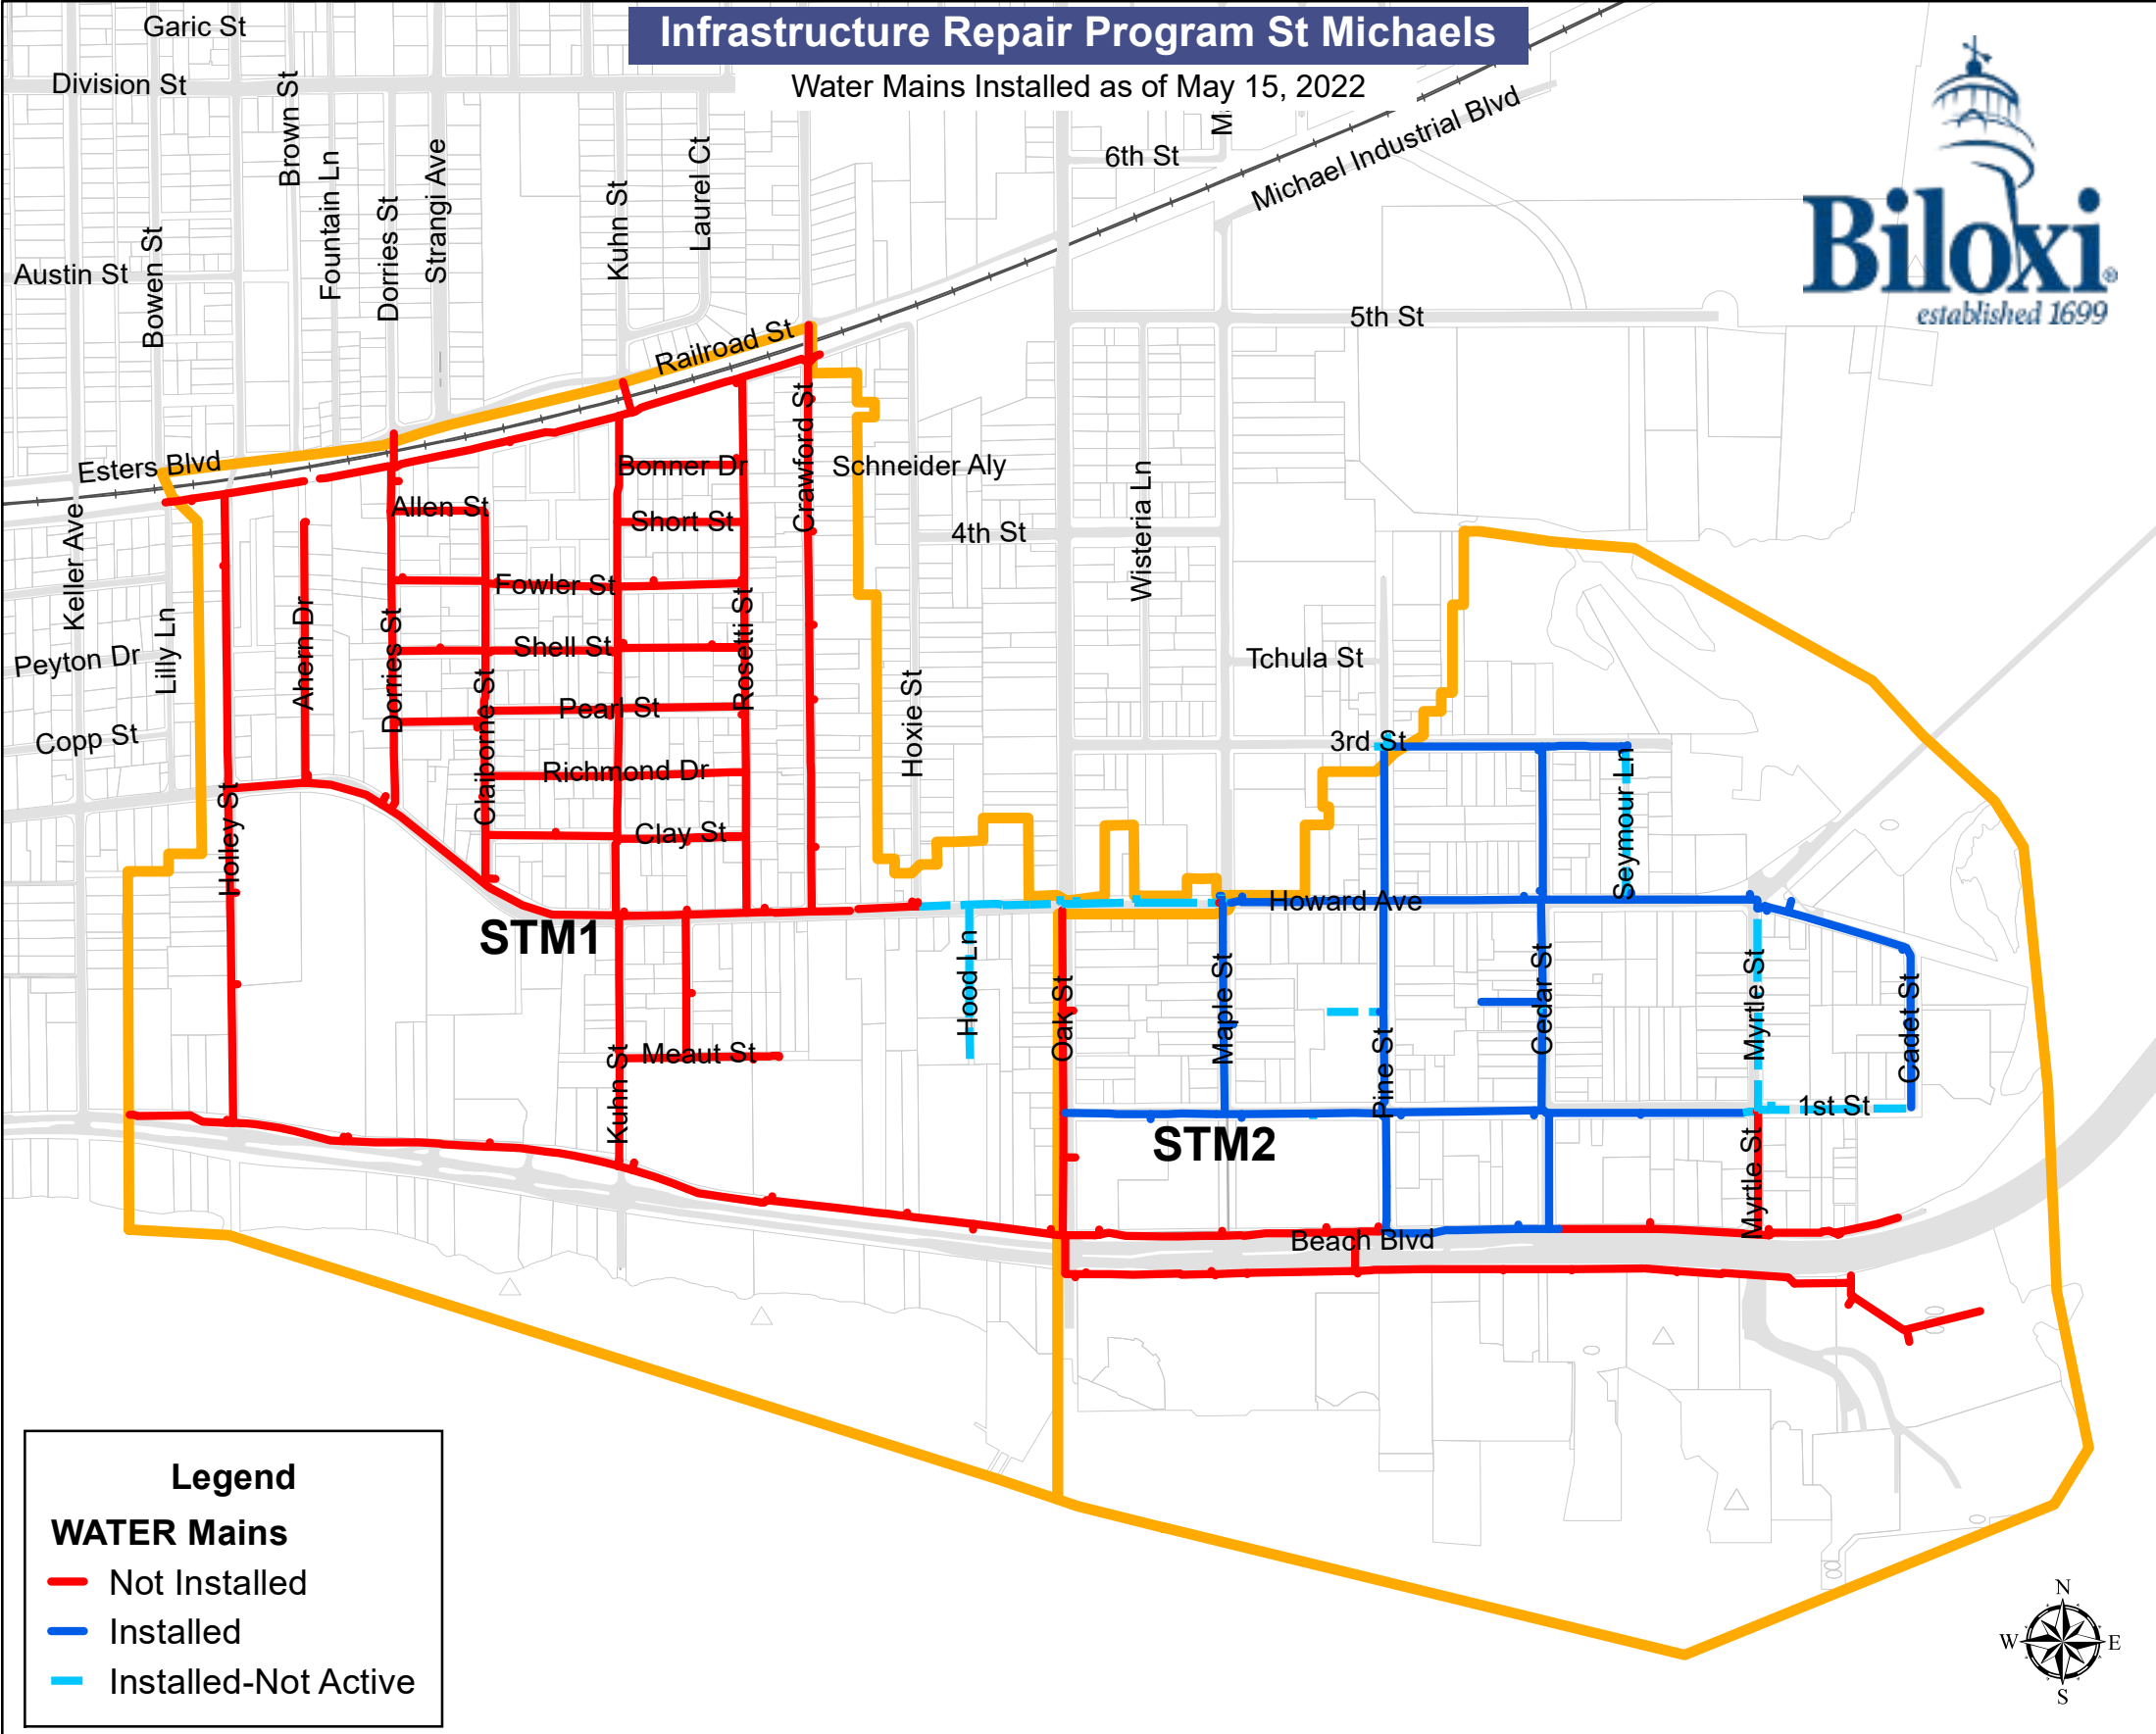 Infrastructure Repair Program St Michaels
Water Mains Installed as of May 15, 2022
Biloxi®
established 1699
Garic St
Division St
Brown St
Fountain Ln
Dorries St
Strangi Ave
Kuhn St
Laurel Ct
M
6th St
Michael Industrial Blvd
Bowen St
Austin St
5th St
Railroad St
Esters Blvd
Bonner Dr
Crawford St
Schneider Aly
Allen St
Short St
4th St
Wisteria Ln
Keller Ave
Fowler St
Rosetti St
Lilly Ln
Ahern Dr
Dorries St
Shell St
Peyton Dr
Tchula St
Claiborne St
Pearl St
Hoxie St
Copp St
3rd St
Richmond Dr
Seymour Ln
Holley St
Clay St
Howard Ave
STM1
Hood Ln
Oak St
Maple St
Pine St
Cedar St
Myrtle St
Cadet St
Meaut St
Kuhn St
1st St
STM2
Myrtle St
Beach Blvd
Legend
WATER Mains
Not Installed
Installed
Installed-Not Active
N
W E
S